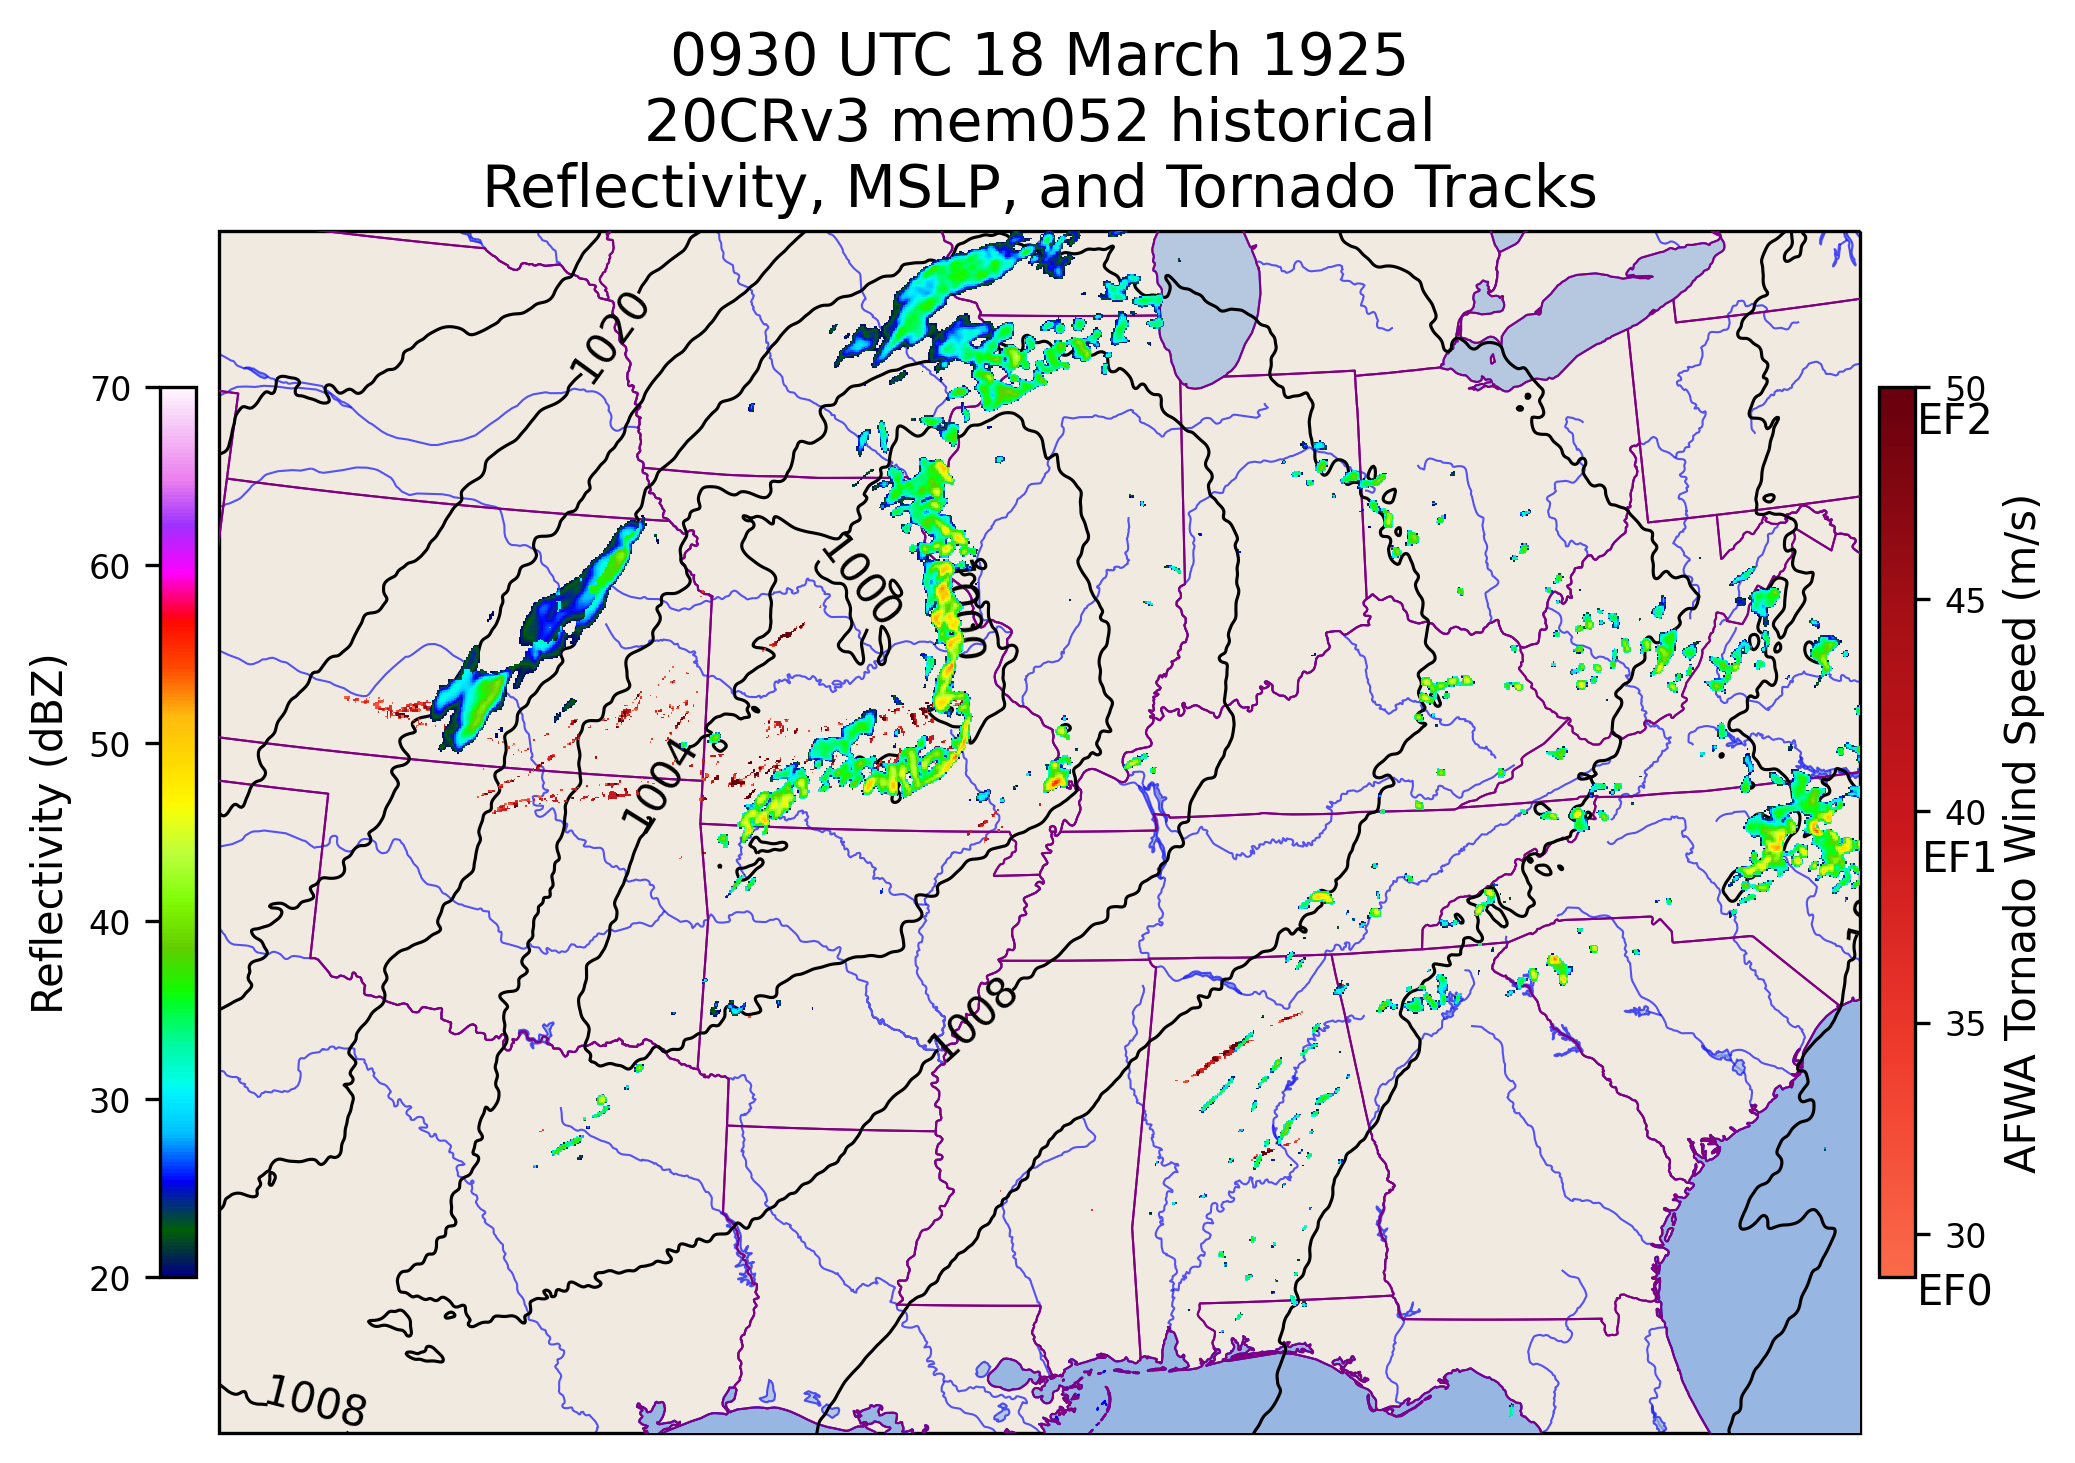 0930 UTC 18 March 1925
20CRv3 mem052 historical
Reflectivity, MSLP, and Tornado Tracks
1020
1000
1000
1004
1008
1008
70
60
50
40
30
20
Reflectivity (dBZ)
50
EF2
45
40
EF1
35
30
EF0
AFWA Tornado Wind Speed (m/s)